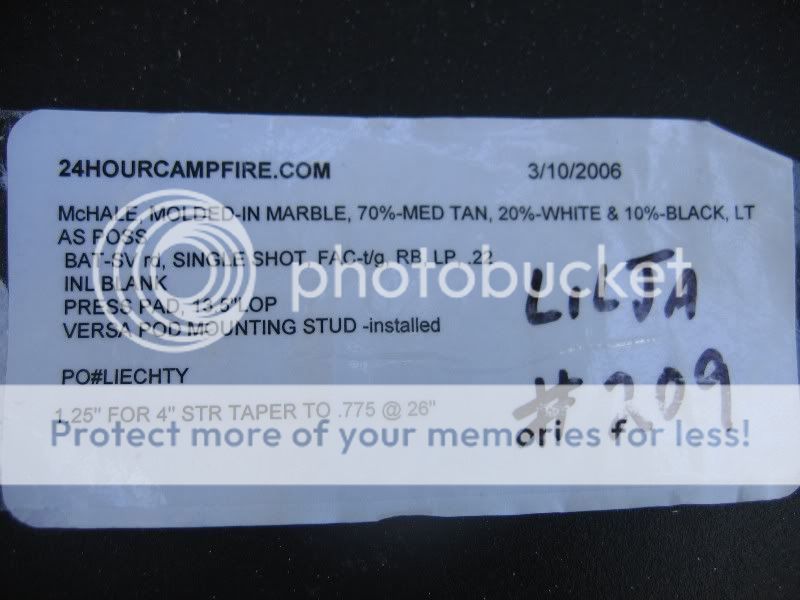 24HOURCAMPFIRE.COM 3/10/2006
McHALE, MOLDED-IN MARBLE, 70%-MED TAN, 20%-WHITE & 10%-BLACK, LT
AS POSS
BAT-SV rd, SINGLE SHOT, FAC-t/g, RB, LP, .22
INL BLANK
PRESS PAD, 13.5"LOP
VERSA POD MOUNTING STUD -installed
LILJA
PO#LIECHTY
#209
1.25" FOR 4" STR TAPER TO .775 @ 26"
photobucket
Protect more of your memories for less!